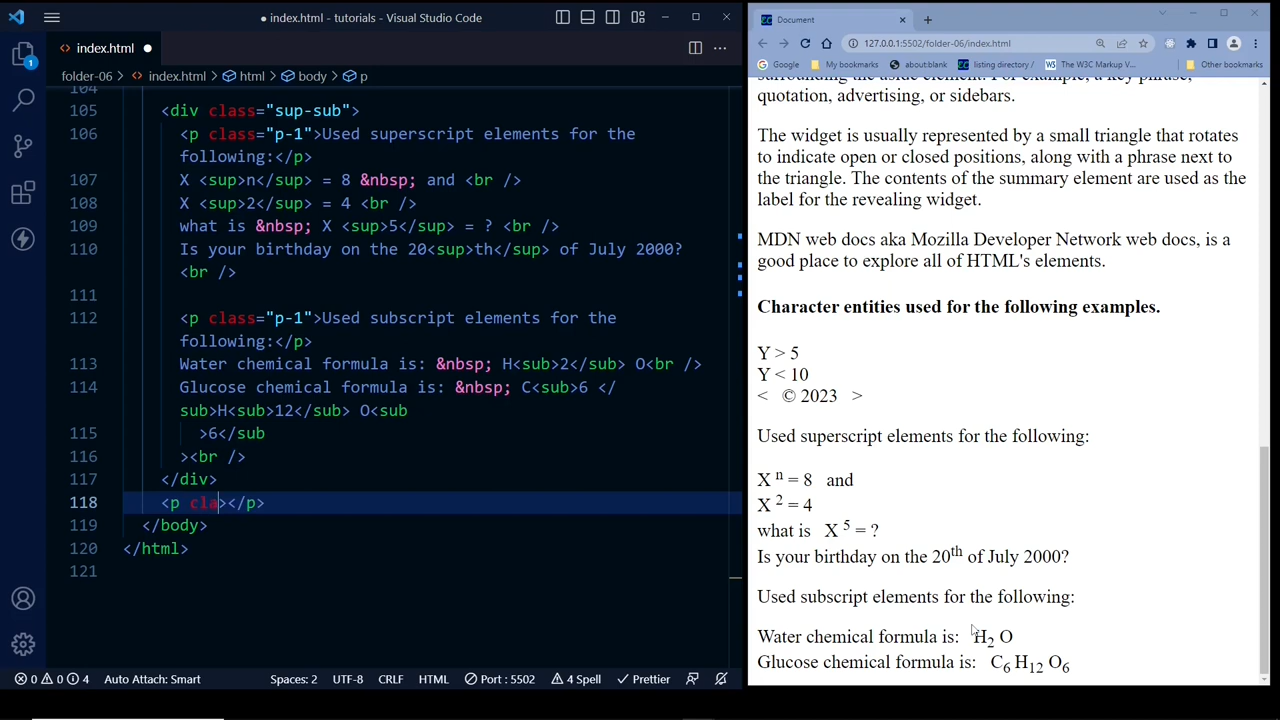 ● index.html - tutorials - Visual Studio Code
index.html
folder-06 > index.html > html > body > p
104
105 <div class="sup-sub">
106 <p class="p-1">Used superscript elements for the
following:</p>
107 X <sup>n</sup> = 8 &nbsp; and <br />
108 X <sup>2</sup> = 4 <br />
109 what is &nbsp; X <sup>5</sup> = ? <br />
110 Is your birthday on the 20<sup>th</sup> of July 2000?
<br />
111
112 <p class="p-1">Used subscript elements for the
following:</p>
113 Water chemical formula is: &nbsp; H<sub>2</sub> O<br />
114 Glucose chemical formula is: &nbsp; C<sub>6 </
sub>H<sub>12</sub> O<sub
115 >6</sub
116 ><br />
117 </div>
118 <p cla></p>
119 </body>
120 </html>
121
1
0 0 4 Auto Attach: Smart Spaces: 2 UTF-8 CRLF HTML Port : 5502 4 Spell Prettier
Document
127.0.0.1:5502/folder-06/index.html
Google My bookmarks about:blank listing directory / The W3C Markup V... Other bookmarks
surrounding the aside element. For example, a key phrase,
quotation, advertising, or sidebars.
The widget is usually represented by a small triangle that rotates
to indicate open or closed positions, along with a phrase next to
the triangle. The contents of the summary element are used as the
label for the revealing widget.
MDN web docs aka Mozilla Developer Network web docs, is a
good place to explore all of HTML's elements.
Character entities used for the following examples.
Y > 5
Y < 10
< © 2023 >
Used superscript elements for the following:
X n = 8 and
X 2 = 4
what is X 5 = ?
Is your birthday on the 20th of July 2000?
Used subscript elements for the following:
Water chemical formula is: H2 O
Glucose chemical formula is: C6 H12 O6